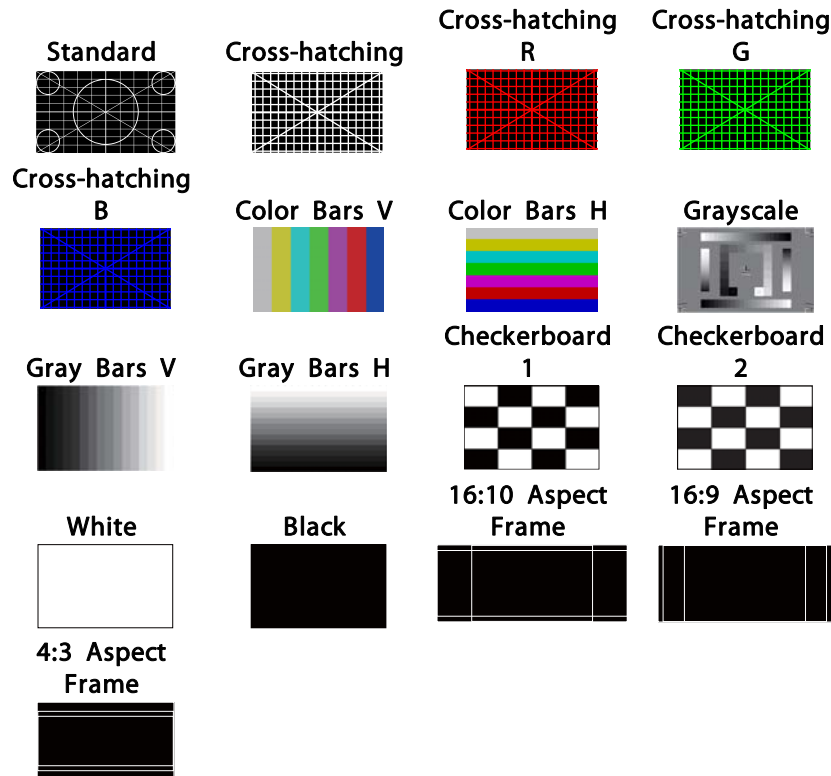 Standard
Cross-hatching
Cross-hatching
R
Cross-hatching
G
Cross-hatching
B
Color Bars V
Color Bars H
Grayscale
Gray Bars V
Gray Bars H
Checkerboard
1
Checkerboard
2
White
Black
16:10 Aspect
Frame
16:9 Aspect
Frame
4:3 Aspect
Frame